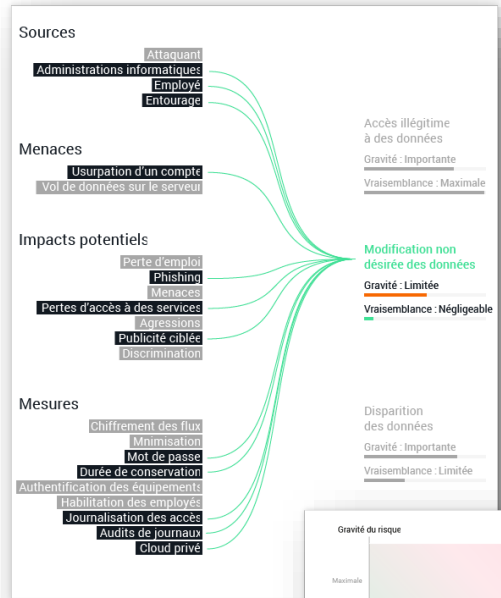 Sources
Attaquant
Administrations informatiques
Employé
Entourage
Menaces
Usurpation d'un compte
Vol de données sur le serveur
Impacts potentiels
Perte d'emploi
Phishing
Menaces
Pertes d'accès à des services
Agressions
Publicité ciblée
Discrimination
Mesures
Chiffrement des flux
Mnimisation
Mot de passe
Durée de conservation
Authentification des équipements
Habilitation des employés
Journalisation des accès
Audits de journaux
Cloud privé
Accès illégitime
à des données
Gravité : Importante
Vraisemblance : Maximale
Modification non
désirée des données
Gravité : Limitée
Vraisemblance : Négligeable
Disparition
des données
Gravité : Importante
Vraisemblance : Limitée
Gravité du risque
Maximale